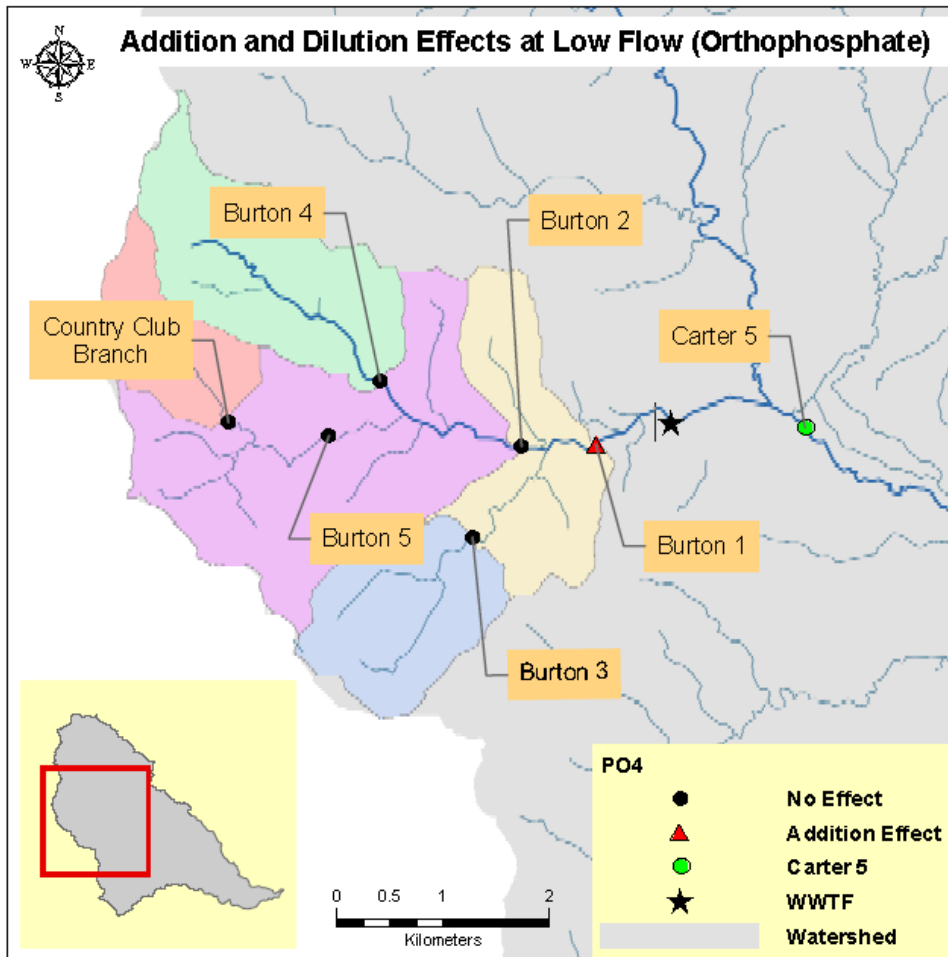 Addition and Dilution Effects at Low Flow (Orthophosphate)
N
W E
S
Burton 4
Burton 2
Country Club
Branch
Carter 5
Burton 5
Burton 1
Burton 3
PO4
No Effect
Addition Effect
Carter 5
WWTF
Watershed
0 0.5 1 2
Kilometers